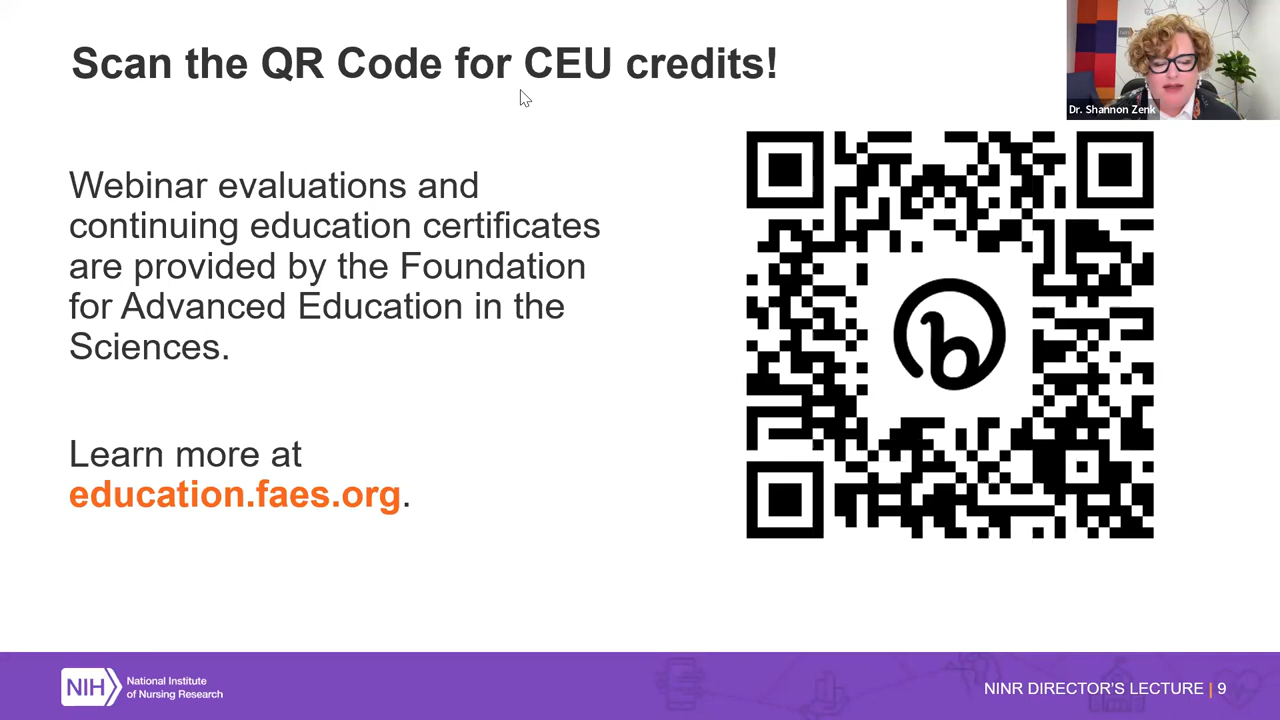 Scan the QR Code for CEU credits!
Dr. Shannon Zenk
Webinar evaluations and
continuing education certificates
are provided by the Foundation
for Advanced Education in the
Sciences.
Learn more at
education.faes.org.
b
NIH
National Institute
of Nursing Research
NINR DIRECTOR'S LECTURE | 9